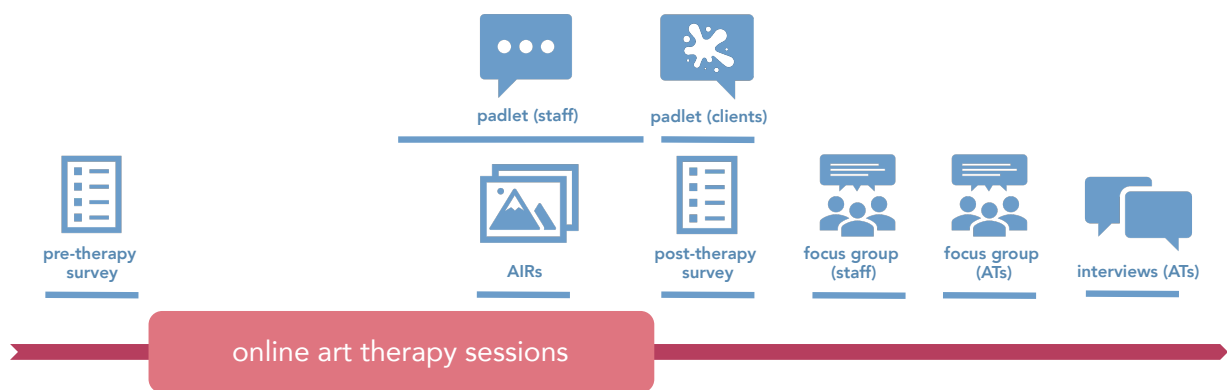 padlet (staff)
padlet (clients)
pre-therapy
survey
AIRs
post-therapy
survey
focus group
(staff)
focus group
(ATs)
interviews (ATs)
online art therapy sessions